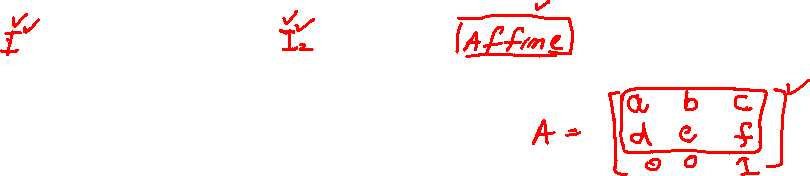 I I₂ Affine
a b c
A = d e f
0 0 1